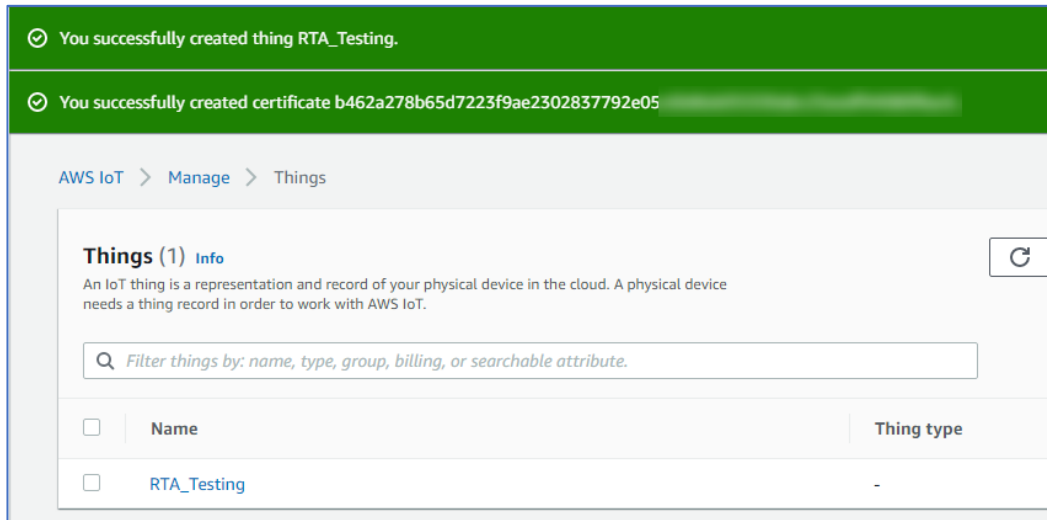 You successfully created thing RTA_Testing.
You successfully created certificate b462a278b65d7223f9ae2302837792e05
AWS IoT > Manage > Things
Things (1) Info
An IoT thing is a representation and record of your physical device in the cloud. A physical device
needs a thing record in order to work with AWS IoT.
Filter things by: name, type, group, billing, or searchable attribute.
Name Thing type
RTA_Testing -